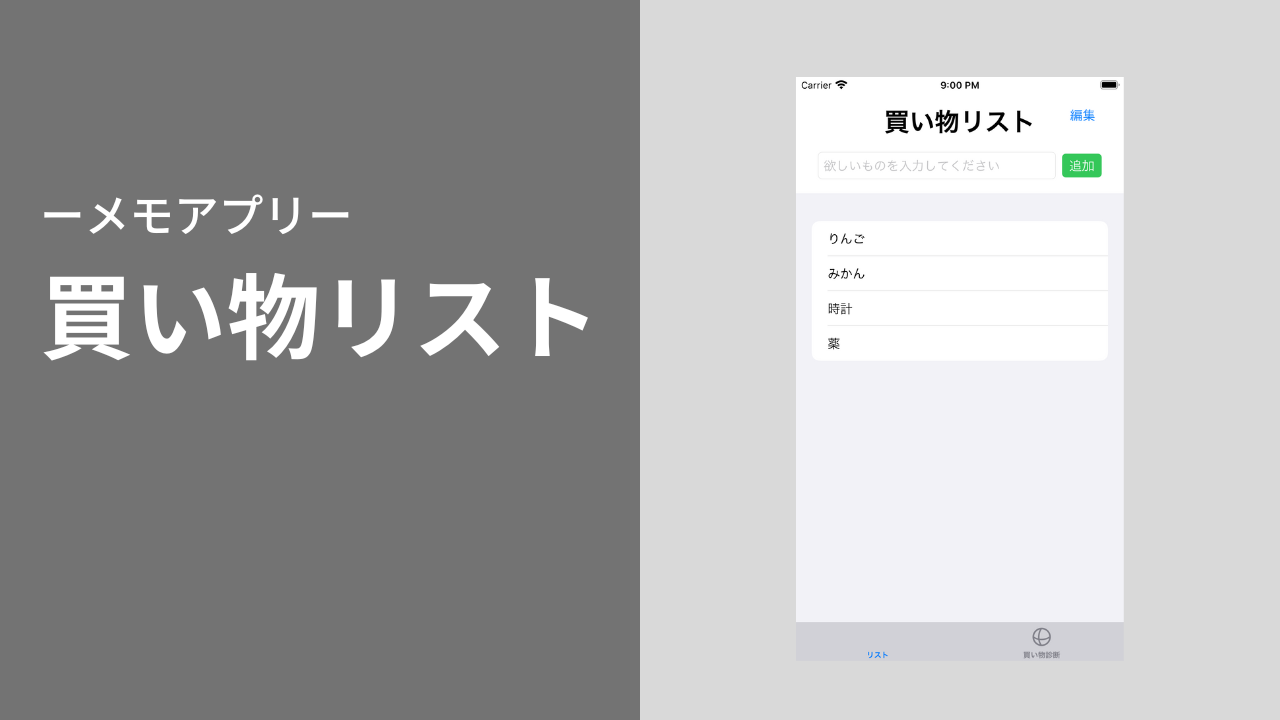 ーメモアプリー
買い物リスト
Carrier 9:00 PM
買い物リスト 編集
欲しいものを入力してください 追加
りんご
みかん
時計
薬
リスト 買い物診断